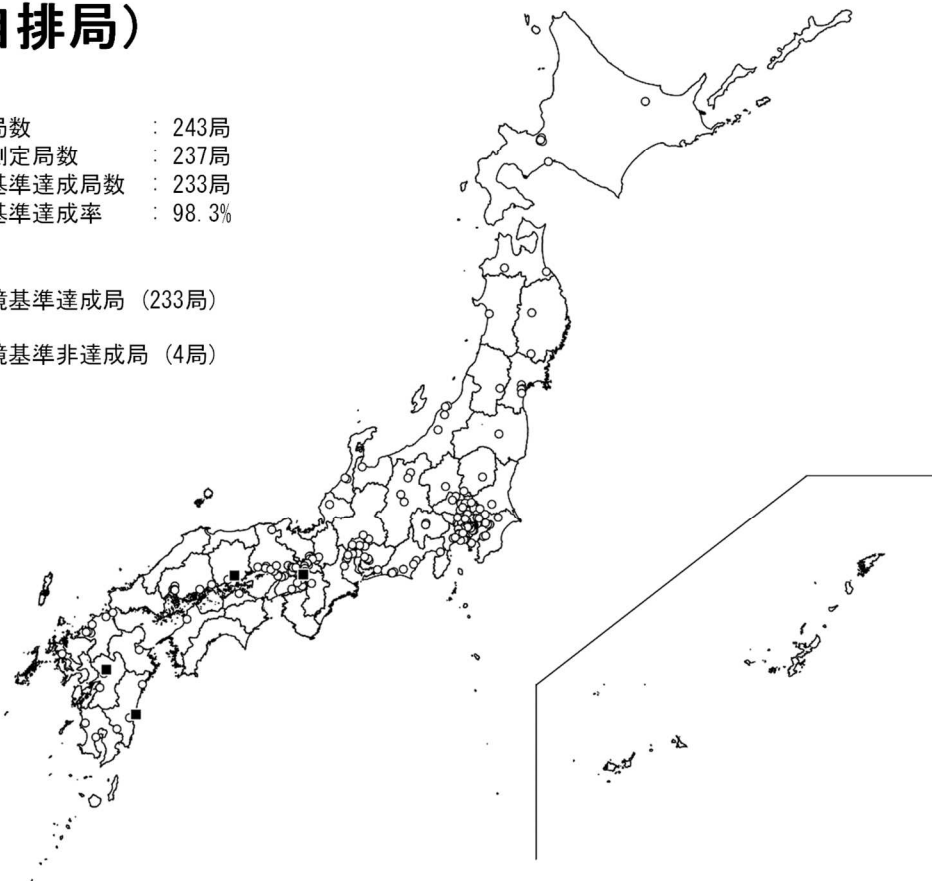 排局）
局数 : 243局
測定局数 : 237局
基準達成局数 : 233局
基準達成率 : 98.3%
境基準達成局 (233局)
境基準非達成局 (4局)